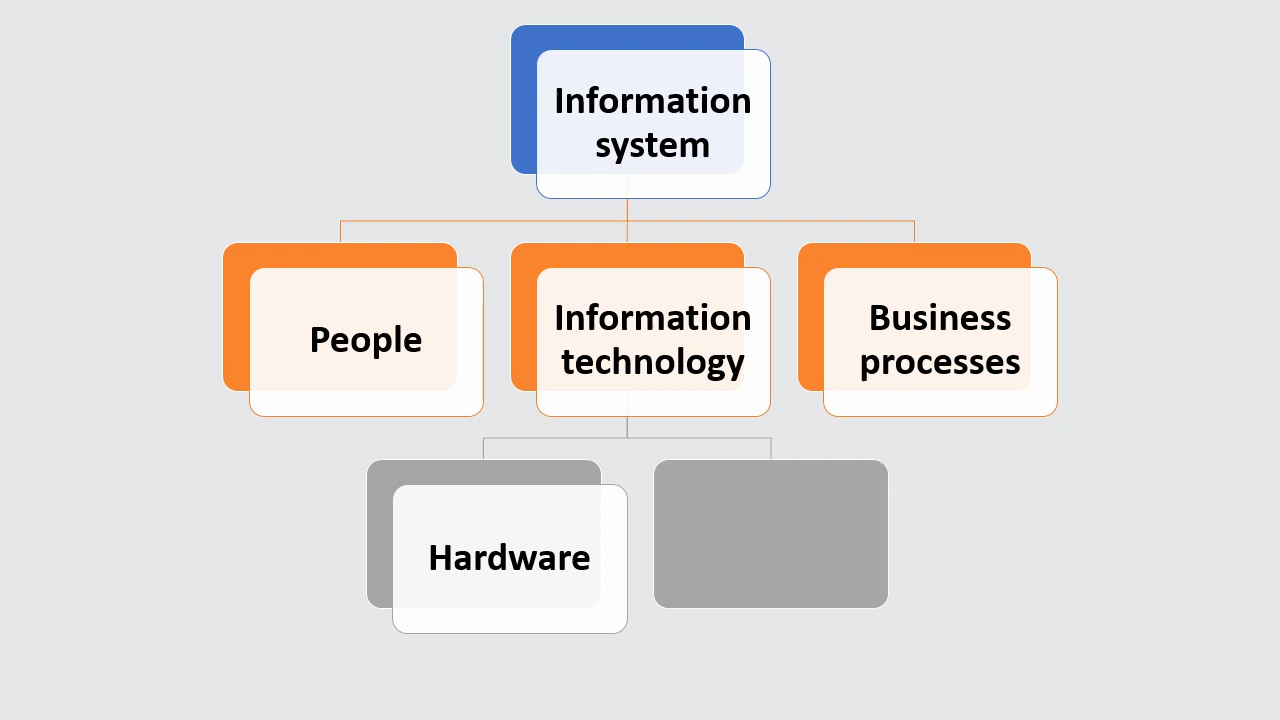 Information
system
People
Information
technology
Business
processes
Hardware